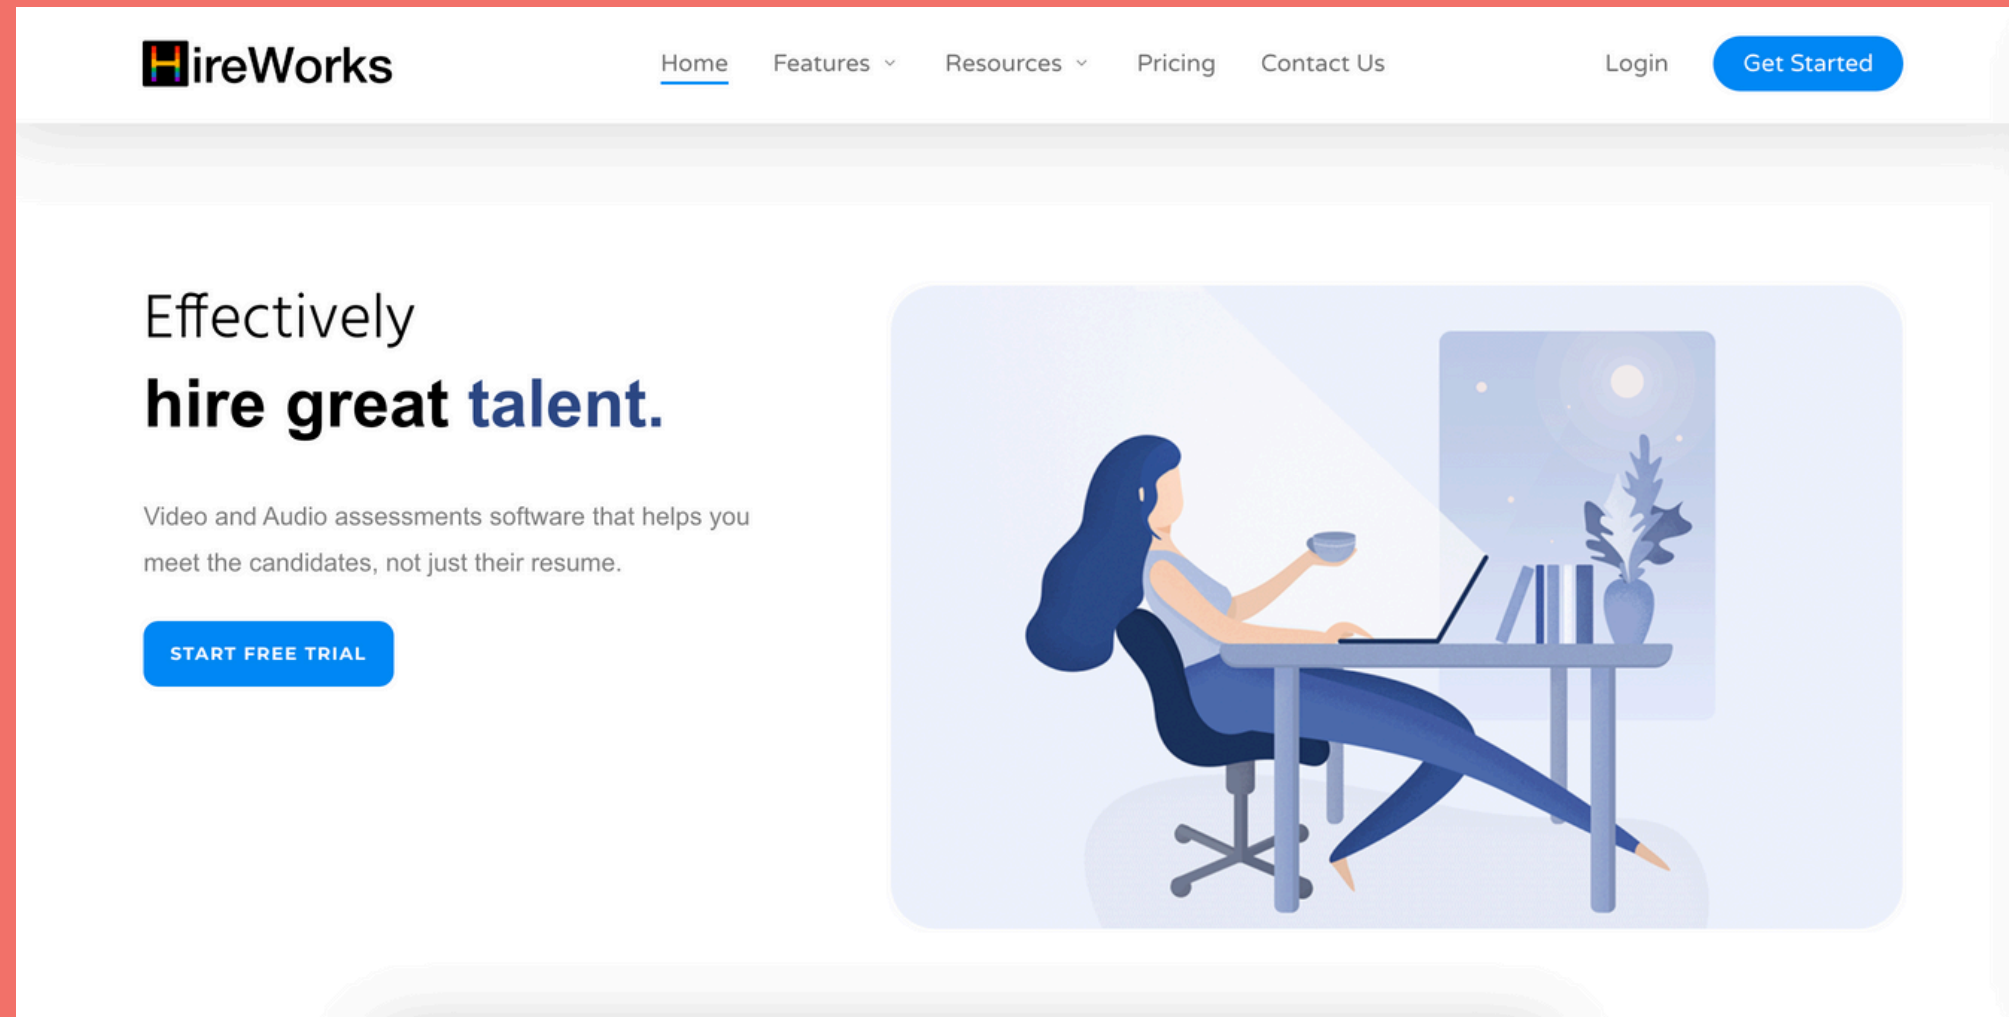 HireWorks
Home Features Resources Pricing Contact Us Login Get Started
Effectively
hire great talent.
Video and Audio assessments software that helps you
meet the candidates, not just their resume.
START FREE TRIAL